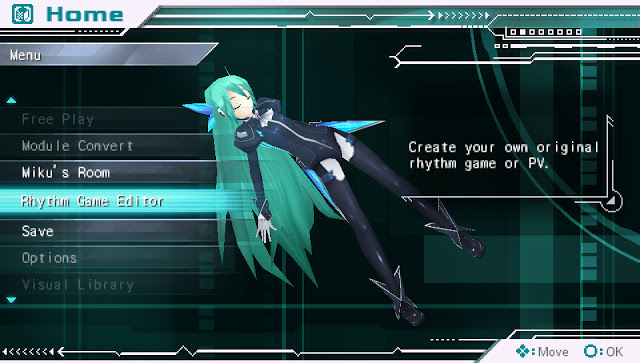 Home
Menu
Free Play
Module Convert
Miku's Room
Rhythm Game Editor
Save
Options
Visual Library
Create your own original
rhythm game or PV.
: Move
: OK